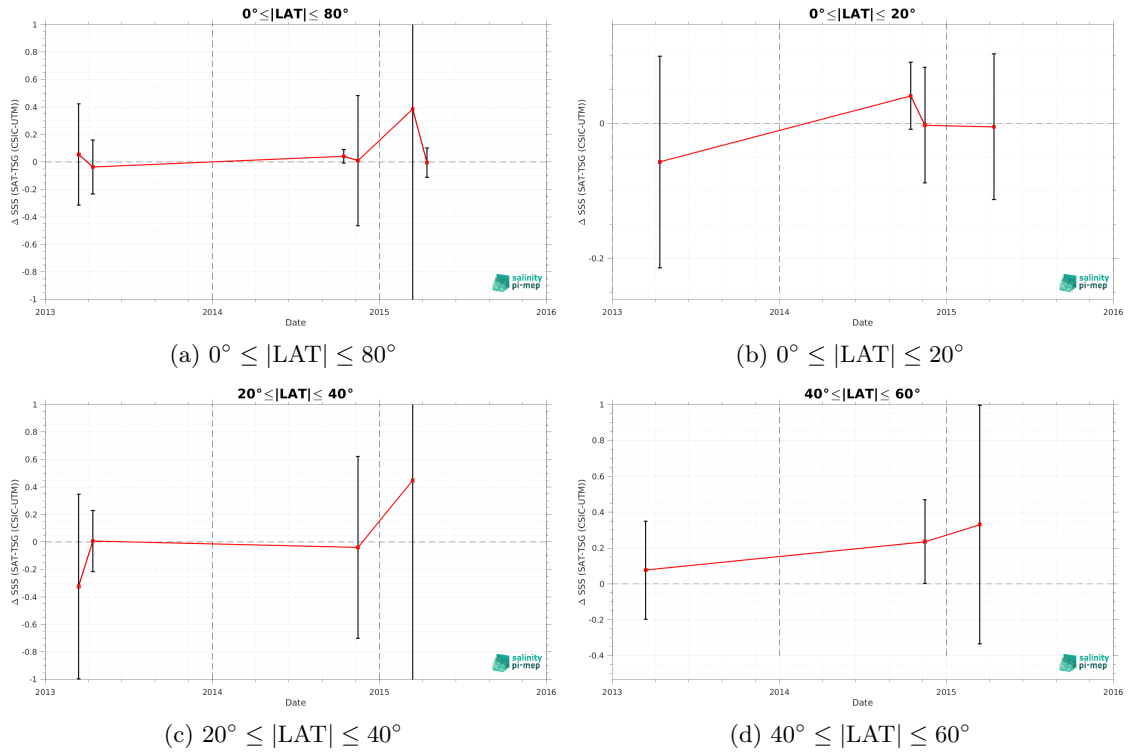 0°≤|LAT|≤ 80°
1
0.8
0.6
0.4
0.2
0
-0.2
-0.4
-0.6
-0.8
-1
Δ SSS (SAT-TSG (CSIC-UTM))
2013
2014
2015
2016
Date
salinity
pi-mep
(a) 0° ≤ |LAT| ≤ 80°
0°≤|LAT|≤ 20°
0
-0.2
Δ SSS (SAT-TSG (CSIC-UTM))
2013
2014
2015
2016
Date
salinity
pi-mep
(b) 0° ≤ |LAT| ≤ 20°
20°≤|LAT|≤ 40°
1
0.8
0.6
0.4
0.2
0
-0.2
-0.4
-0.6
-0.8
-1
Δ SSS (SAT-TSG (CSIC-UTM))
2013
2014
2015
2016
Date
salinity
pi-mep
(c) 20° ≤ |LAT| ≤ 40°
40°≤|LAT|≤ 60°
1
0.8
0.6
0.4
0.2
0
-0.2
-0.4
Δ SSS (SAT-TSG (CSIC-UTM))
2013
2014
2015
2016
Date
salinity
pi-mep
(d) 40° ≤ |LAT| ≤ 60°